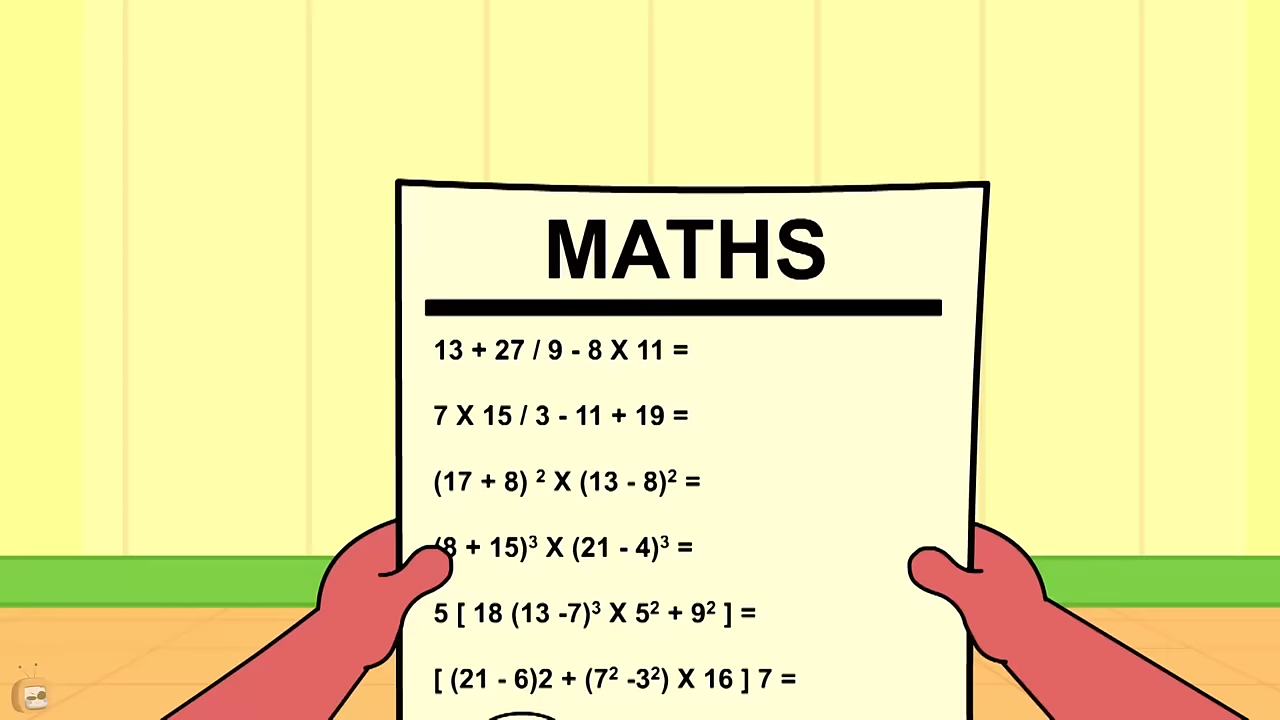 MATHS
13 + 27 / 9 - 8 X 11 =
7 X 15 / 3 - 11 + 19 =
(17 + 8) ² X (13 - 8)² =
(8 + 15)³ X (21 - 4)³ =
5 [ 18 (13 -7)³ X 5² + 9² ] =
[ (21 - 6)2 + (7² -3²) X 16 ] 7 =